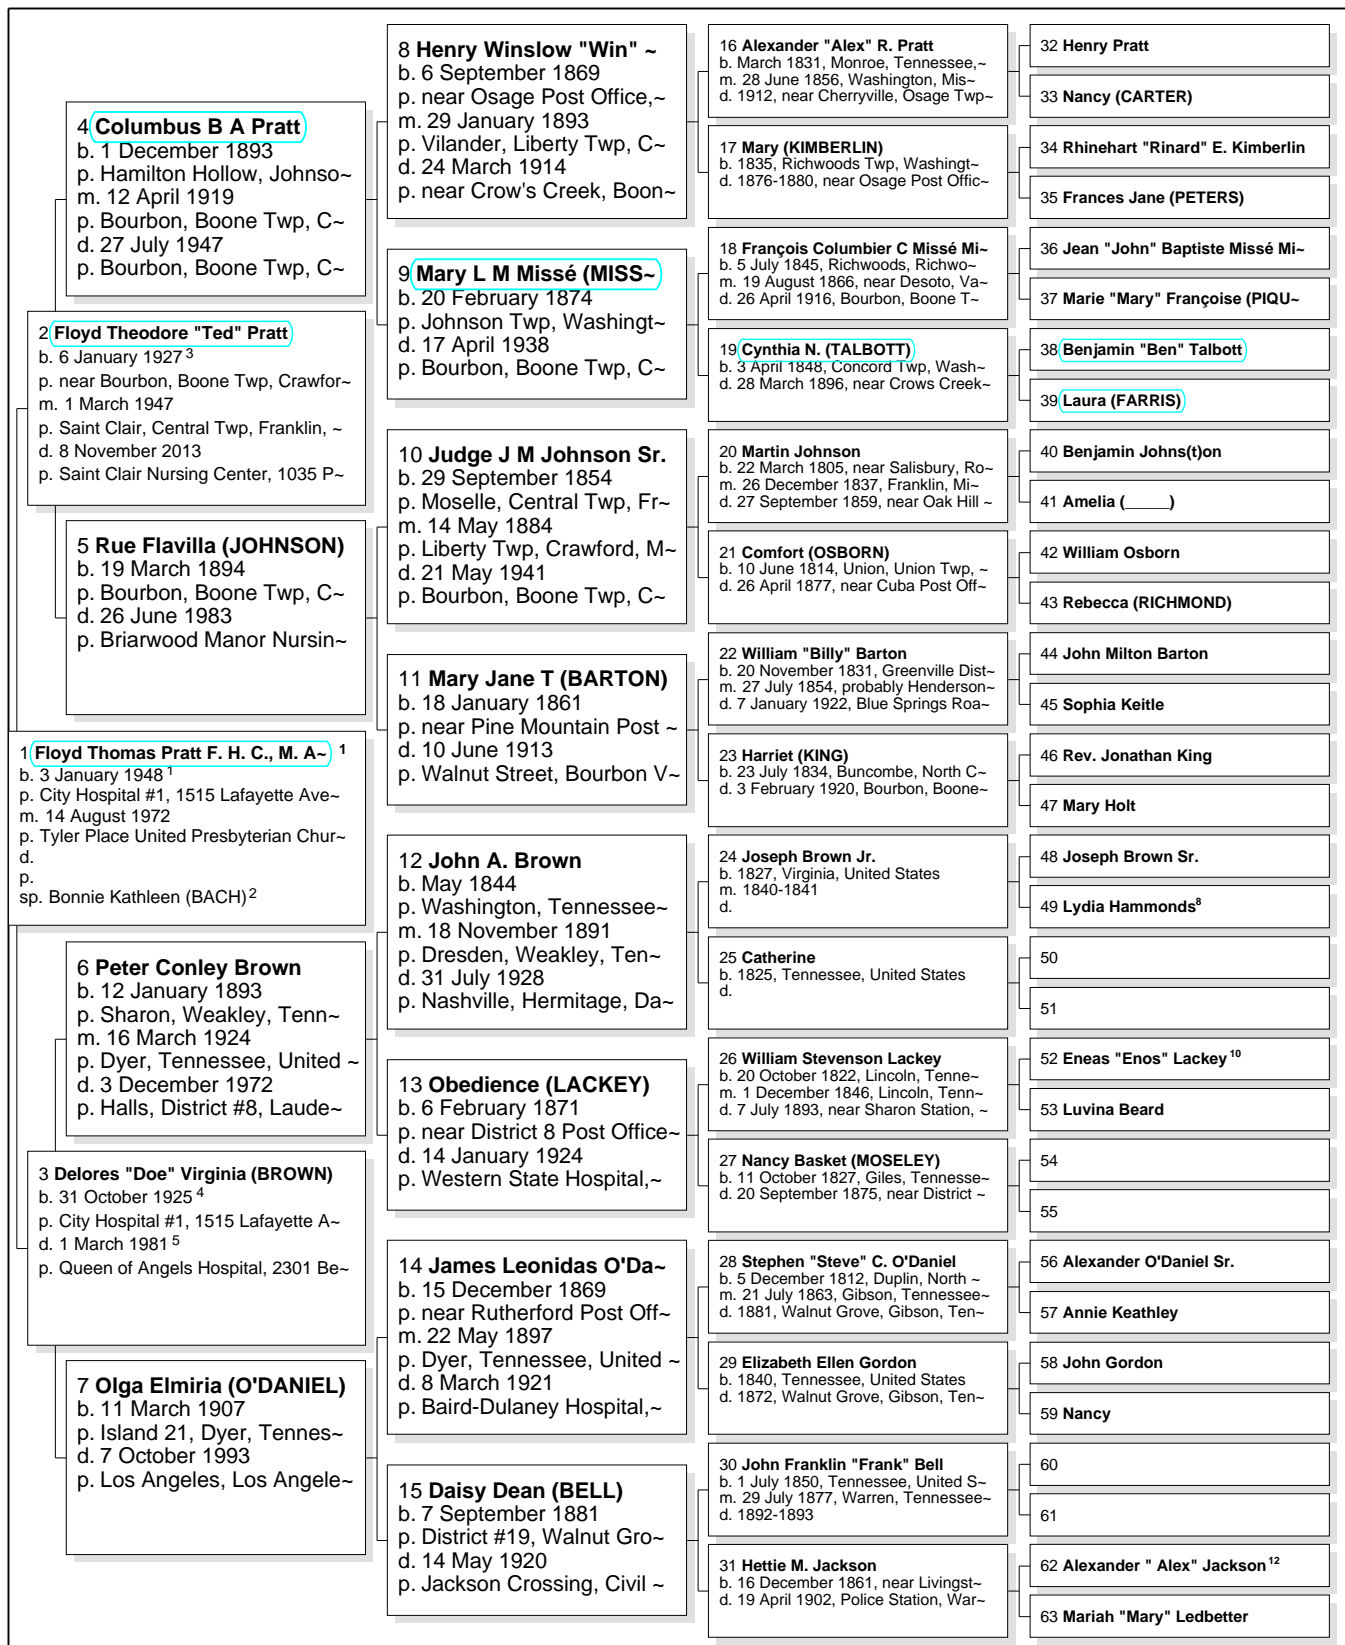 8 Henry Winslow "Win" ~
b. 6 September 1869
p. near Osage Post Office,~
m. 29 January 1893
p. Vilander, Liberty Twp, C~
d. 24 March 1914
p. near Crow's Creek, Boon~
16 Alexander "Alex" R. Pratt
b. March 1831, Monroe, Tennessee,~
m. 28 June 1856, Washington, Mis~
d. 1912, near Cherryville, Osage Twp~
32 Henry Pratt
33 Nancy (CARTER)
4 Columbus B A Pratt
b. 1 December 1893
p. Hamilton Hollow, Johnso~
m. 12 April 1919
p. Bourbon, Boone Twp, C~
d. 27 July 1947
p. Bourbon, Boone Twp, C~
17 Mary (KIMBERLIN)
b. 1835, Richwoods Twp, Washingt~
d. 1876-1880, near Osage Post Offic~
34 Rhinehart "Rinard" E. Kimberlin
35 Frances Jane (PETERS)
9 Mary L M Missé (MISS~
b. 20 February 1874
p. Johnson Twp, Washingt~
d. 17 April 1938
p. Bourbon, Boone Twp, C~
18 François Columbier C Missé Mi~
b. 5 July 1845, Richwoods, Richwo~
m. 19 August 1866, near Desoto, Va~
d. 26 April 1916, Bourbon, Boone T~
36 Jean "John" Baptiste Missé Mi~
37 Marie "Mary" Françoise (PIQU~
2 Floyd Theodore "Ted" Pratt
b. 6 January 1927 3
p. near Bourbon, Boone Twp, Crawfor~
m. 1 March 1947
p. Saint Clair, Central Twp, Franklin, ~
d. 8 November 2013
p. Saint Clair Nursing Center, 1035 P~
19 Cynthia N. (TALBOTT)
b. 3 April 1848, Concord Twp, Wash~
d. 28 March 1896, near Crows Creek~
38 Benjamin "Ben" Talbott
39 Laura (FARRIS)
10 Judge J M Johnson Sr.
b. 29 September 1854
p. Moselle, Central Twp, Fr~
m. 14 May 1884
p. Liberty Twp, Crawford, M~
d. 21 May 1941
p. Bourbon, Boone Twp, C~
20 Martin Johnson
b. 22 March 1805, near Salisbury, Ro~
m. 26 December 1837, Franklin, Mi~
d. 27 September 1859, near Oak Hill ~
40 Benjamin Johns(t)on
41 Amelia (_____)
5 Rue Flavilla (JOHNSON)
b. 19 March 1894
p. Bourbon, Boone Twp, C~
d. 26 June 1983
p. Briarwood Manor Nursin~
21 Comfort (OSBORN)
b. 10 June 1814, Union, Union Twp, ~
d. 26 April 1877, near Cuba Post Off~
42 William Osborn
43 Rebecca (RICHMOND)
11 Mary Jane T (BARTON)
b. 18 January 1861
p. near Pine Mountain Post ~
d. 10 June 1913
p. Walnut Street, Bourbon V~
22 William "Billy" Barton
b. 20 November 1831, Greenville Dist~
m. 27 July 1854, probably Henderson~
d. 7 January 1922, Blue Springs Roa~
44 John Milton Barton
45 Sophia Keitle
1 Floyd Thomas Pratt F. H. C., M. A~ 1
b. 3 January 1948 1
p. City Hospital #1, 1515 Lafayette Ave~
m. 14 August 1972
p. Tyler Place United Presbyterian Chur~
d.
p.
sp. Bonnie Kathleen (BACH) 2
23 Harriet (KING)
b. 23 July 1834, Buncombe, North C~
d. 3 February 1920, Bourbon, Boone~
46 Rev. Jonathan King
47 Mary Holt
12 John A. Brown
b. May 1844
p. Washington, Tennessee~
m. 18 November 1891
p. Dresden, Weakley, Ten~
d. 31 July 1928
p. Nashville, Hermitage, Da~
24 Joseph Brown Jr.
b. 1827, Virginia, United States
m. 1840-1841
d.
48 Joseph Brown Sr.
49 Lydia Hammonds 8
6 Peter Conley Brown
b. 12 January 1893
p. Sharon, Weakley, Tenn~
m. 16 March 1924
p. Dyer, Tennessee, United ~
d. 3 December 1972
p. Halls, District #8, Laude~
25 Catherine
b. 1825, Tennessee, United States
d.
50
51
13 Obedience (LACKEY)
b. 6 February 1871
p. near District 8 Post Office~
d. 14 January 1924
p. Western State Hospital,~
26 William Stevenson Lackey
b. 20 October 1822, Lincoln, Tenne~
m. 1 December 1846, Lincoln, Tenn~
d. 7 July 1893, near Sharon Station, ~
52 Eneas "Enos" Lackey 10
53 Luvina Beard
3 Delores "Doe" Virginia (BROWN)
b. 31 October 1925 4
p. City Hospital #1, 1515 Lafayette A~
d. 1 March 1981 5
p. Queen of Angels Hospital, 2301 Be~
27 Nancy Basket (MOSELEY)
b. 11 October 1827, Giles, Tennesse~
d. 20 September 1875, near District ~
54
55
14 James Leonidas O'Da~
b. 15 December 1869
p. near Rutherford Post Off~
m. 22 May 1897
p. Dyer, Tennessee, United ~
d. 8 March 1921
p. Baird-Dulaney Hospital,~
28 Stephen "Steve" C. O'Daniel
b. 5 December 1812, Duplin, North ~
m. 21 July 1863, Gibson, Tennessee~
d. 1881, Walnut Grove, Gibson, Ten~
56 Alexander O'Daniel Sr.
57 Annie Keathley
7 Olga Elmiria (O'DANIEL)
b. 11 March 1907
p. Island 21, Dyer, Tennes~
d. 7 October 1993
p. Los Angeles, Los Angele~
29 Elizabeth Ellen Gordon
b. 1840, Tennessee, United States
d. 1872, Walnut Grove, Gibson, Ten~
58 John Gordon
59 Nancy
15 Daisy Dean (BELL)
b. 7 September 1881
p. District #19, Walnut Gro~
d. 14 May 1920
p. Jackson Crossing, Civil ~
30 John Franklin "Frank" Bell
b. 1 July 1850, Tennessee, United S~
m. 29 July 1877, Warren, Tennessee~
d. 1892-1893
60
61
31 Hettie M. Jackson
b. 16 December 1861, near Livingst~
d. 19 April 1902, Police Station, War~
62 Alexander " Alex" Jackson 12
63 Mariah "Mary" Ledbetter